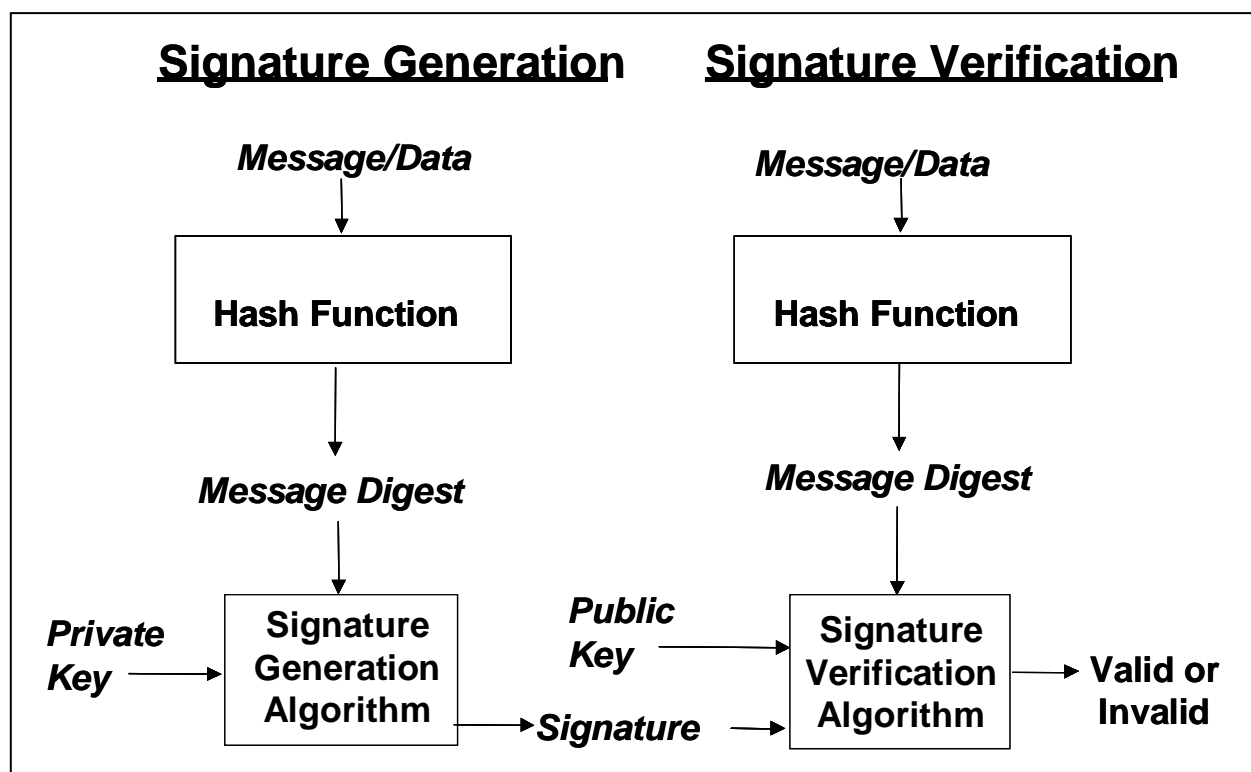 Signature Generation
Message/Data
Hash Function
Message Digest
Private
Key
Signature
Generation
Algorithm
Signature Verification
Message/Data
Hash Function
Message Digest
Public
Key
Signature
Signature
Verification
Algorithm
Valid or
Invalid